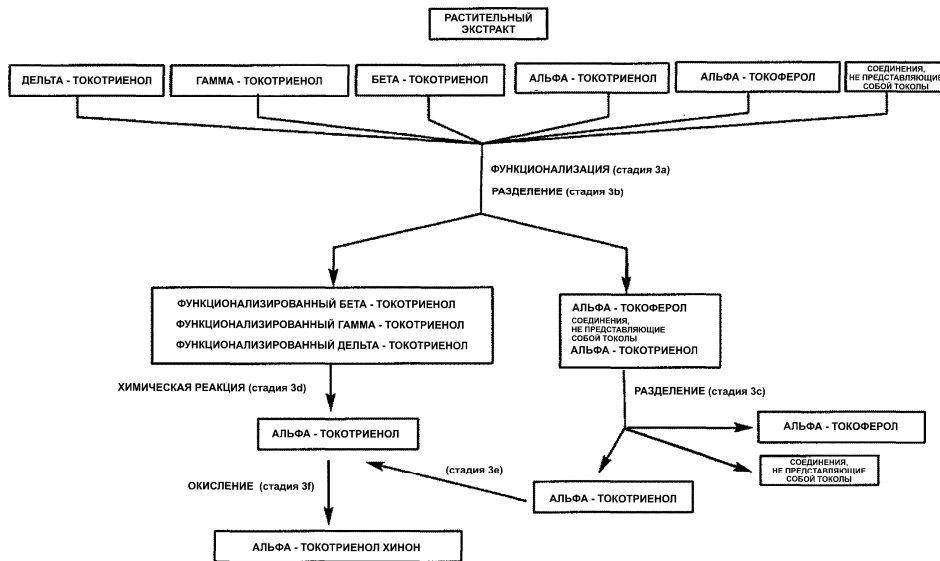 РАСТИТЕЛЬНЫЙ
ЭКСТРАКТ
ДЕЛЬТА - ТОКОТРИЕНОЛ
ГАММА - ТОКОТРИЕНОЛ
БЕТА - ТОКОТРИЕНОЛ
АЛЬФА - ТОКОТРИЕНОЛ
АЛЬФА - ТОКОФЕРОЛ
СОЕДИНЕНИЯ,
НЕ ПРЕДСТАВЛЯЮЩИЕ
СОБОЙ ТОКОЛЫ
ФУНКЦИОНАЛИЗАЦИЯ (стадия 3a)
РАЗДЕЛЕНИЕ (стадия 3b)
ФУНКЦИОНАЛИЗИРОВАННЫЙ БЕТА - ТОКОТРИЕНОЛ
ФУНКЦИОНАЛИЗИРОВАННЫЙ ГАММА - ТОКОТРИЕНОЛ
ФУНКЦИОНАЛИЗИРОВАННЫЙ ДЕЛЬТА - ТОКОТРИЕНОЛ
АЛЬФА - ТОКОФЕРОЛ
СОЕДИНЕНИЯ,
НЕ ПРЕДСТАВЛЯЮЩИЕ
СОБОЙ ТОКОЛЫ
АЛЬФА - ТОКОТРИЕНОЛ
ХИМИЧЕСКАЯ РЕАКЦИЯ (стадия 3d)
РАЗДЕЛЕНИЕ (стадия 3c)
АЛЬФА - ТОКОТРИЕНОЛ
АЛЬФА - ТОКОФЕРОЛ
СОЕДИНЕНИЯ,
НЕ ПРЕДСТАВЛЯЮЩИЕ
СОБОЙ ТОКОЛЫ
(стадия 3e)
ОКИСЛЕНИЕ (стадия 3f)
АЛЬФА - ТОКОТРИЕНОЛ
АЛЬФА - ТОКОТРИЕНОЛ ХИНОН